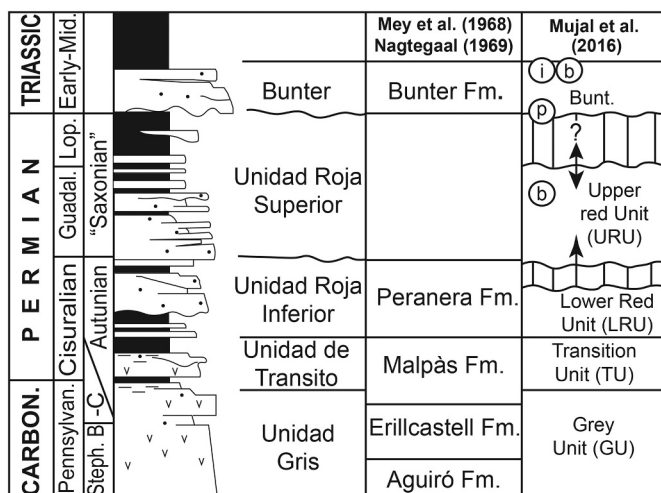 Mey et al. (1968)
Nagtegaal (1969)
Mujal et al.
(2016)
TRIASSIC
Early-Mid.
Bunter
Bunter Fm.
i b
Bunt.
p
?
PERMIAN
Lop.
Guadal.
"Saxonian"
Unidad Roja
Superior
b
Upper
red Unit
(URU)
Cisuralian
Autunian
Unidad Roja
Inferior
Peranera Fm.
Lower Red
Unit (LRU)
Unidad de
Transito
Malpàs Fm.
Transition
Unit (TU)
CARBON.
Pennsylvan.
Steph. B
-C
Unidad
Gris
Erillcastell Fm.
Aguiró Fm.
Grey
Unit (GU)